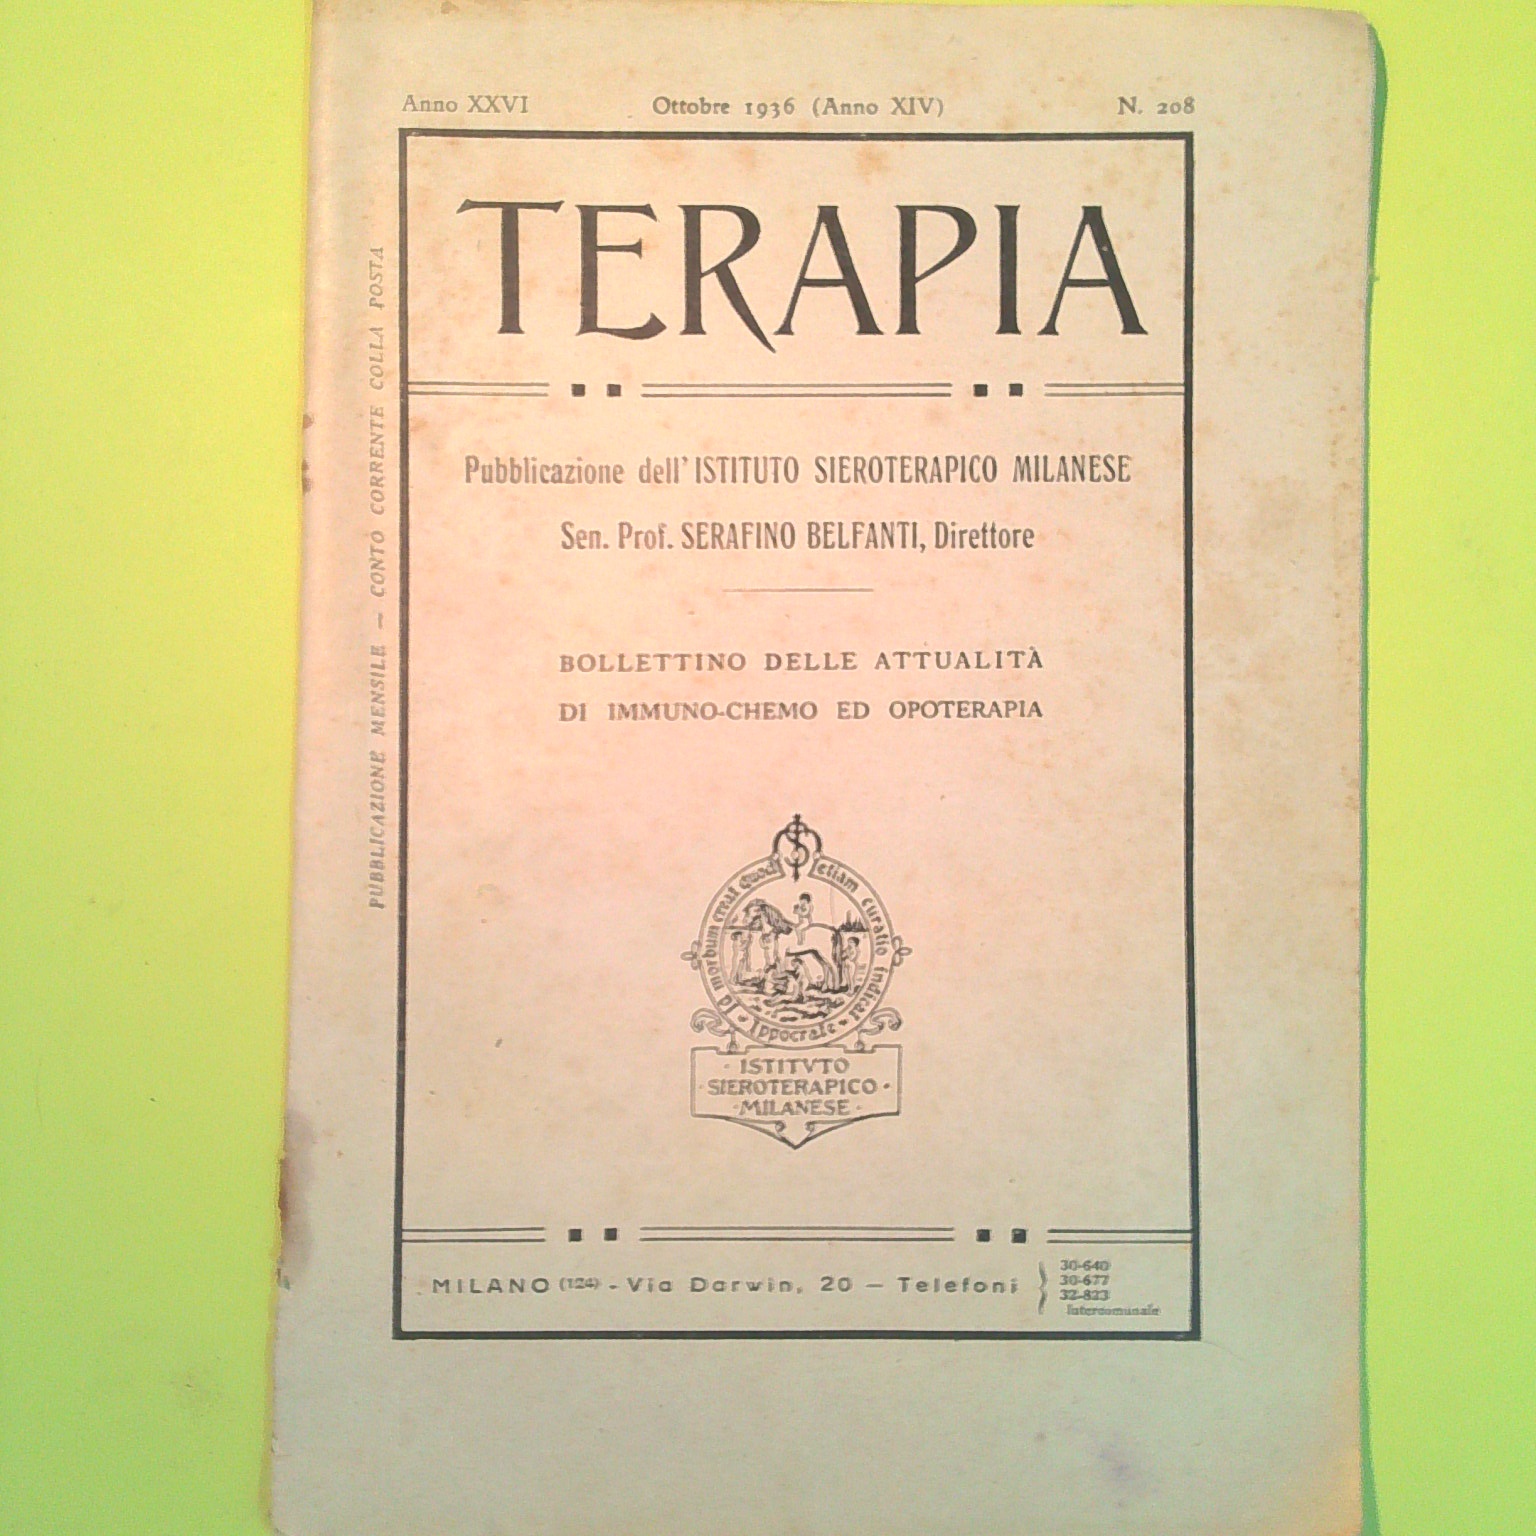 Anno XXVI Ottobre 1936 (Anno XIV) N. 208
TERAPIA
PUBBLICAZIONE MENSILE — CONTO CORRENTE COLLA POSTA
Pubblicazione dell' ISTITUTO SIEROTERAPICO MILANESE
Sen. Prof. SERAFINO BELFANTI, Direttore
BOLLETTINO DELLE ATTUALITÀ
DI IMMUNO-CHEMO ED OPOTERAPIA
Id morbum creat quod etiam curatio indicat
Ippocrate
ISTITVTO
SIEROTERAPICO
MILANESE
MILANO (124) - Via Darwin, 20 — Telefoni
30-640
30-677
32-823
Intercomunale